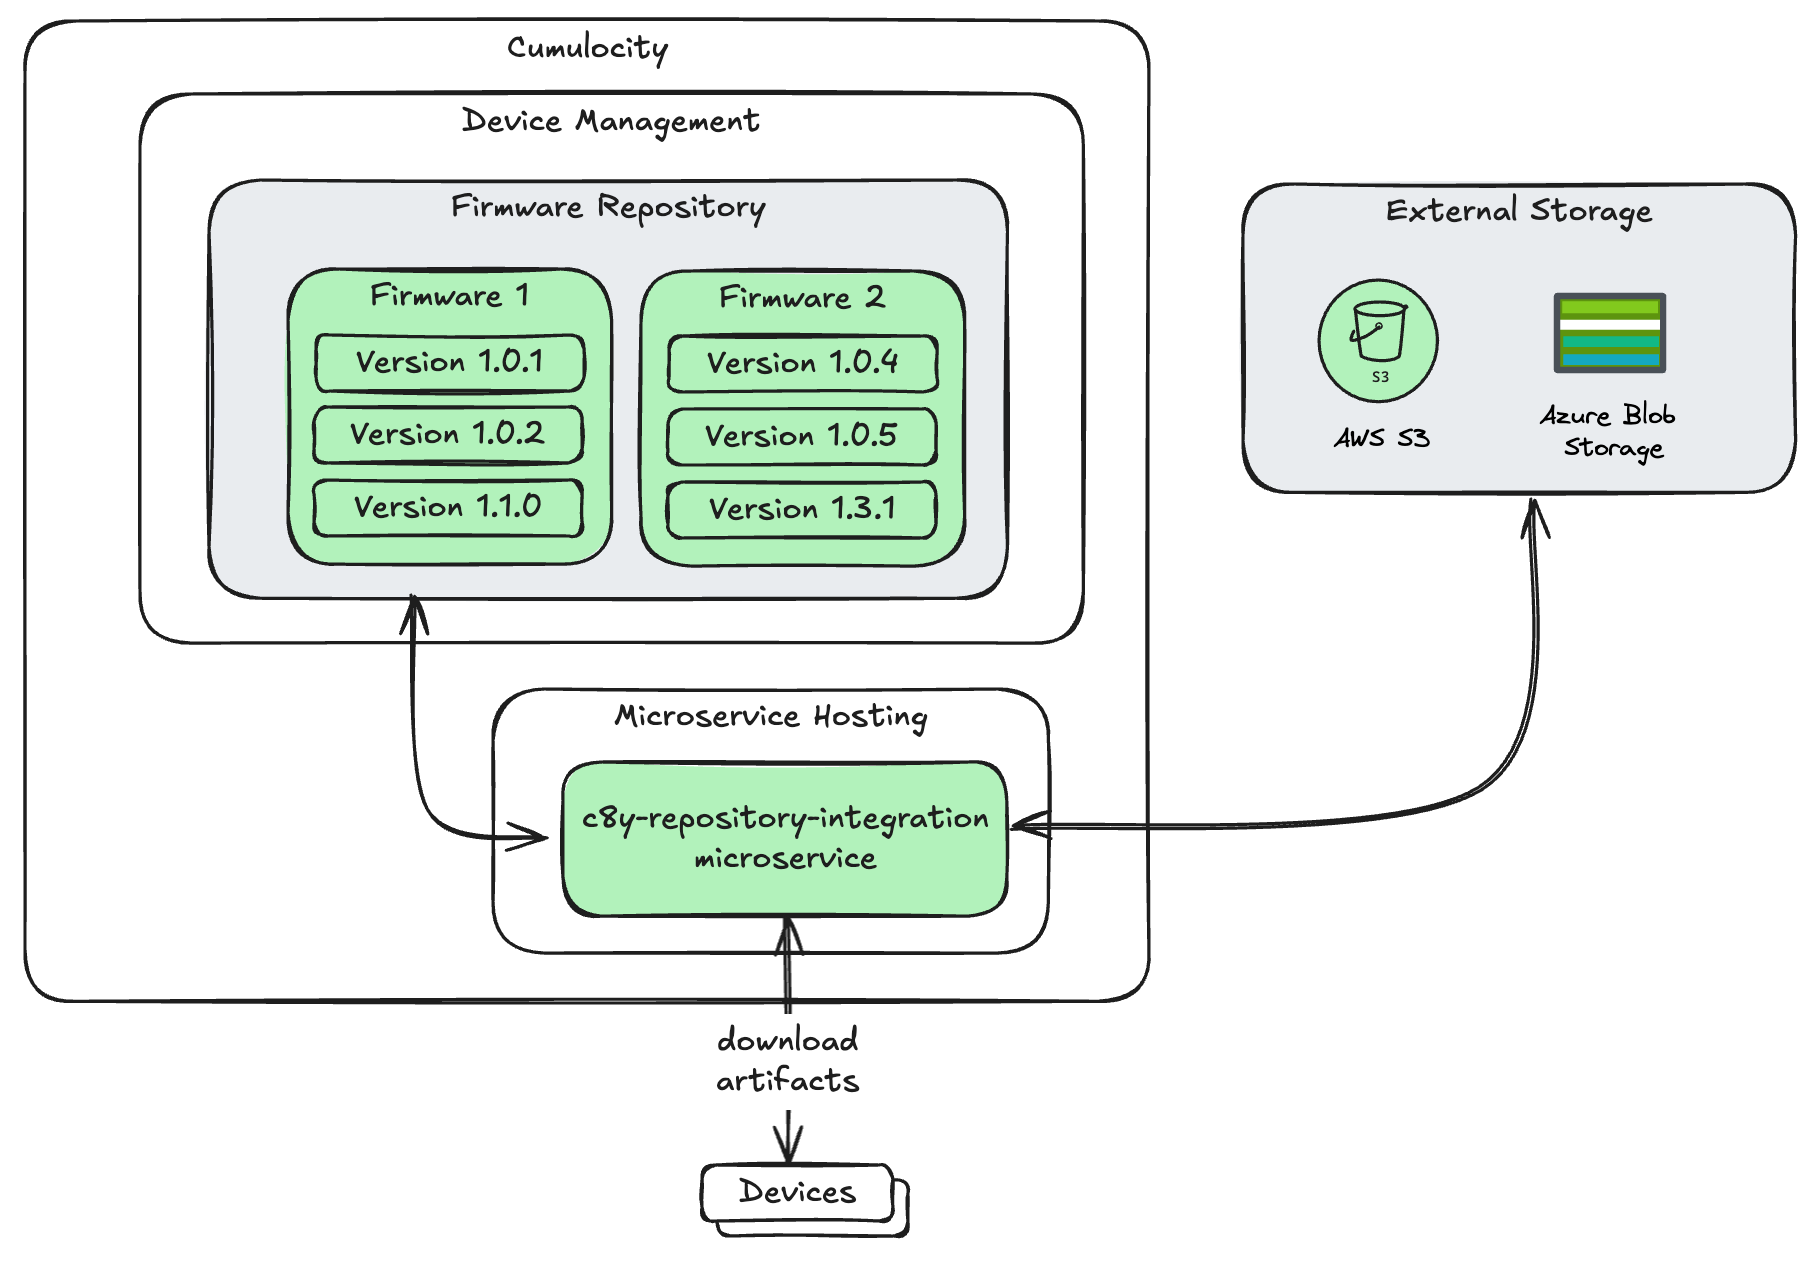 Cumulocity
Device Management
Firmware Repository
Firmware 1
Version 1.0.1
Version 1.0.2
Version 1.1.0
Firmware 2
Version 1.0.4
Version 1.0.5
Version 1.3.1
External Storage
S3
AWS S3
Azure Blob
Storage
Microservice Hosting
c8y-repository-integration
microservice
download
artifacts
Devices